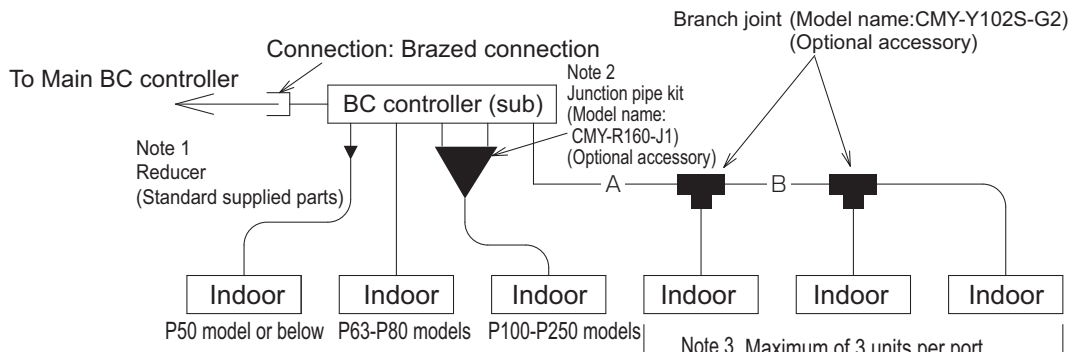 Branch joint (Model name:CMY-Y102S-G2)
(Optional accessory)
Connection: Brazed connection
To Main BC controller
BC controller (sub)
Note 2
Junction pipe kit
(Model name:
CMY-R160-J1)
(Optional accessory)
Note 1
Reducer
(Standard supplied parts)
A
B
Indoor
Indoor
Indoor
Indoor
Indoor
Indoor
P50 model or below
P63-P80 models
P100-P250 models
Note 3 Maximum of 3 units per port